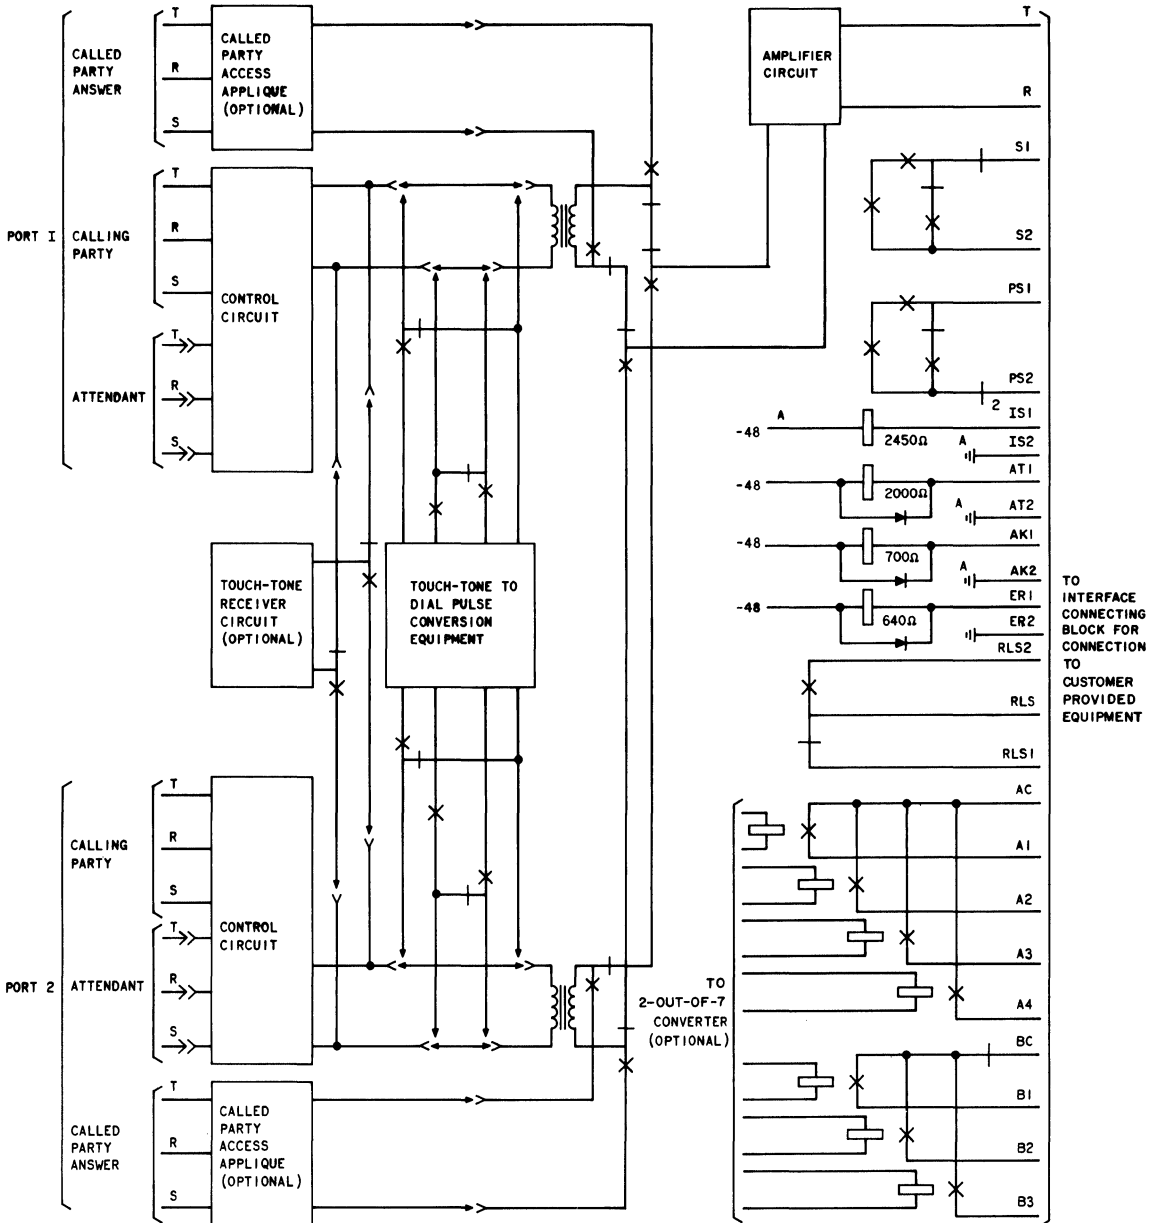 PORT I
CALLED
PARTY
ANSWER
T
R
S
CALLED
PARTY
ACCESS
APPLIQUE
(OPTIONAL)
CALLING
PARTY
T
R
S
ATTENDANT
T
R
S
CONTROL
CIRCUIT
TOUCH-TONE
RECEIVER
CIRCUIT
(OPTIONAL)
TOUCH-TONE TO
DIAL PULSE
CONVERSION
EQUIPMENT
PORT 2
CALLING
PARTY
T
R
S
ATTENDANT
T
R
S
CONTROL
CIRCUIT
CALLED
PARTY
ANSWER
T
R
S
CALLED
PARTY
ACCESS
APPLIQUE
(OPTIONAL)
AMPLIFIER
CIRCUIT
T
R
S1
S2
PS1
PS2
2
-48 A 2450Ω IS1
A IS2
-48 2000Ω AT1
A AT2
-48 700Ω AK1
A AK2
-48 640Ω ER1
ER2
RLS2
RLS
RLS1
AC
A1
A2
A3
A4
BC
B1
B2
B3
TO
2-OUT-OF-7
CONVERTER
(OPTIONAL)
TO
INTERFACE
CONNECTING
BLOCK FOR
CONNECTION
TO
CUSTOMER
PROVIDED
EQUIPMENT